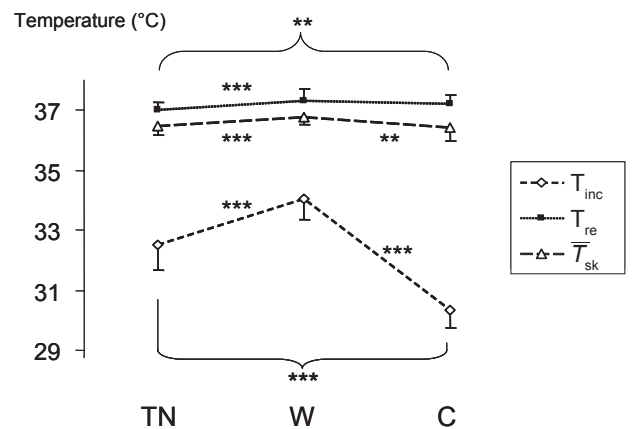 Temperature (°C)
**
37
***
***
**
35
***
33
***
31
29
***
TN W C
T inc
T re
T̅ sk